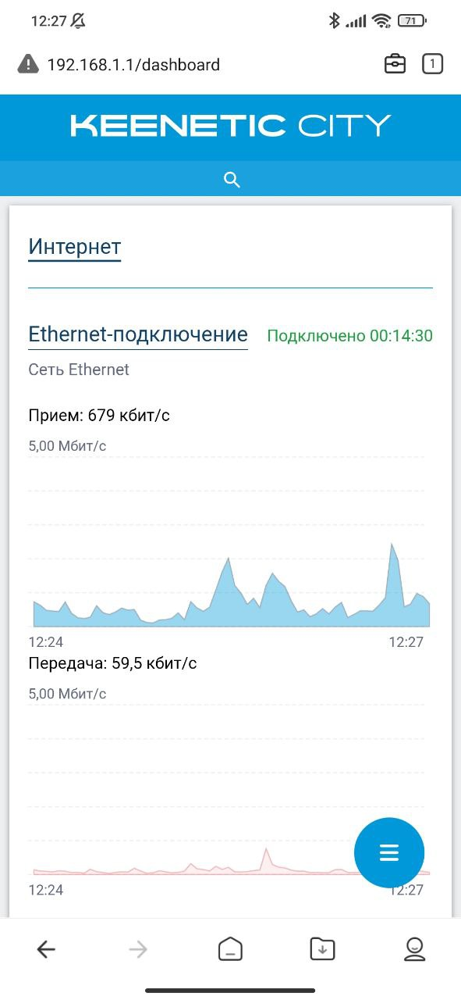 12:27
71
192.168.1.1/dashboard
1
KEENETIC CITY
Интернет
Ethernet-подключение Подключено 00:14:30
Сеть Ethernet
Прием: 679 кбит/с
5,00 Мбит/с
12:24 12:27
Передача: 59,5 кбит/с
5,00 Мбит/с
12:24 12:27